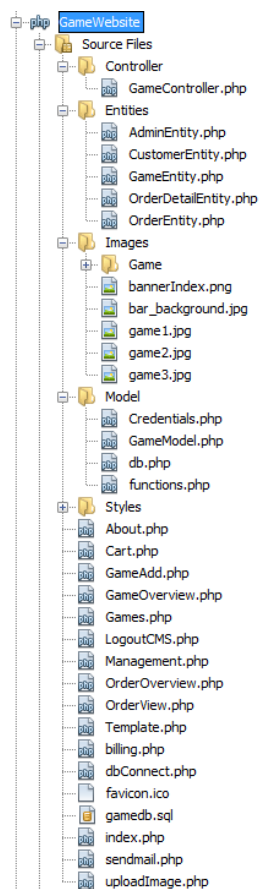 GameWebsite
Source Files
Controller
GameController.php
Entities
AdminEntity.php
CustomerEntity.php
GameEntity.php
OrderDetailEntity.php
OrderEntity.php
Images
Game
bannerIndex.png
bar_background.jpg
game1.jpg
game2.jpg
game3.jpg
Model
Credentials.php
GameModel.php
db.php
functions.php
Styles
About.php
Cart.php
GameAdd.php
GameOverview.php
Games.php
LogoutCMS.php
Management.php
OrderOverview.php
OrderView.php
Template.php
billing.php
dbConnect.php
favicon.ico
gamedb.sql
index.php
sendmail.php
uploadImage.php